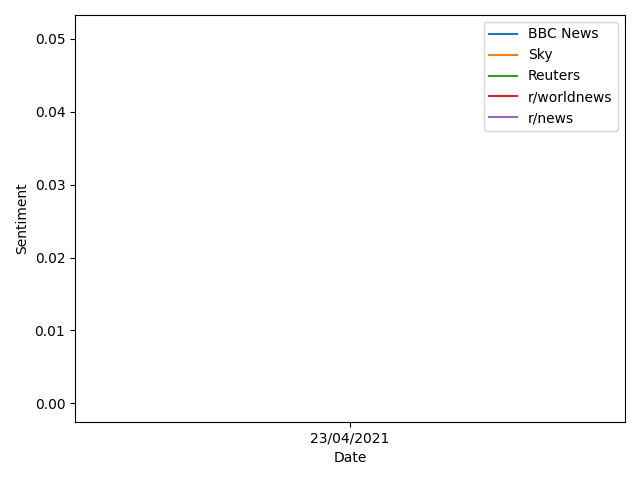 BBC News
Sky
Reuters
r/worldnews
r/news
0.05
0.04
0.03
0.02
0.01
0.00
Sentiment
23/04/2021
Date